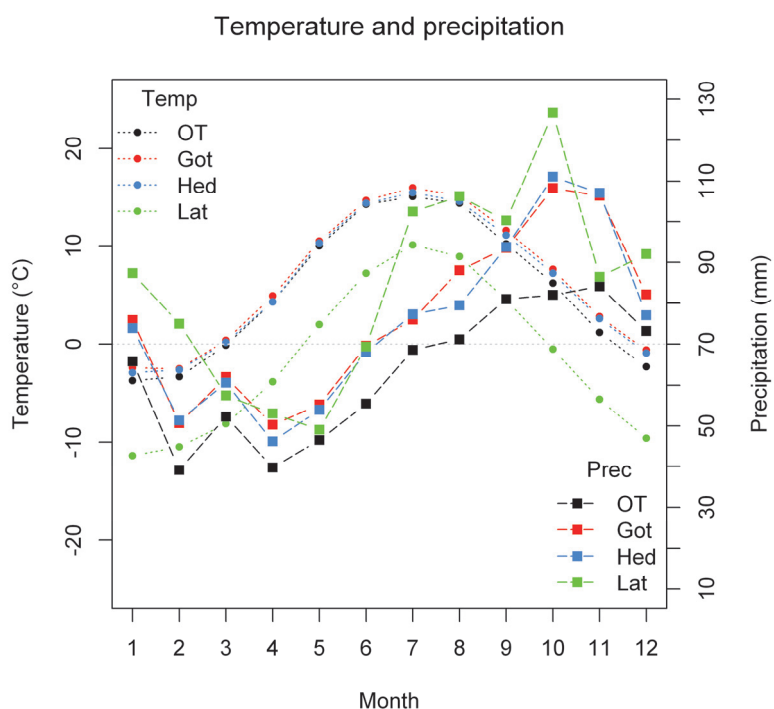 Temperature and precipitation
Temp
OT
Got
Hed
Lat
Prec
OT
Got
Hed
Lat
Temperature (°C)
20
10
0
-10
-20
Precipitation (mm)
130
110
90
70
50
30
10
1 2 3 4 5 6 7 8 9 10 11 12
Month